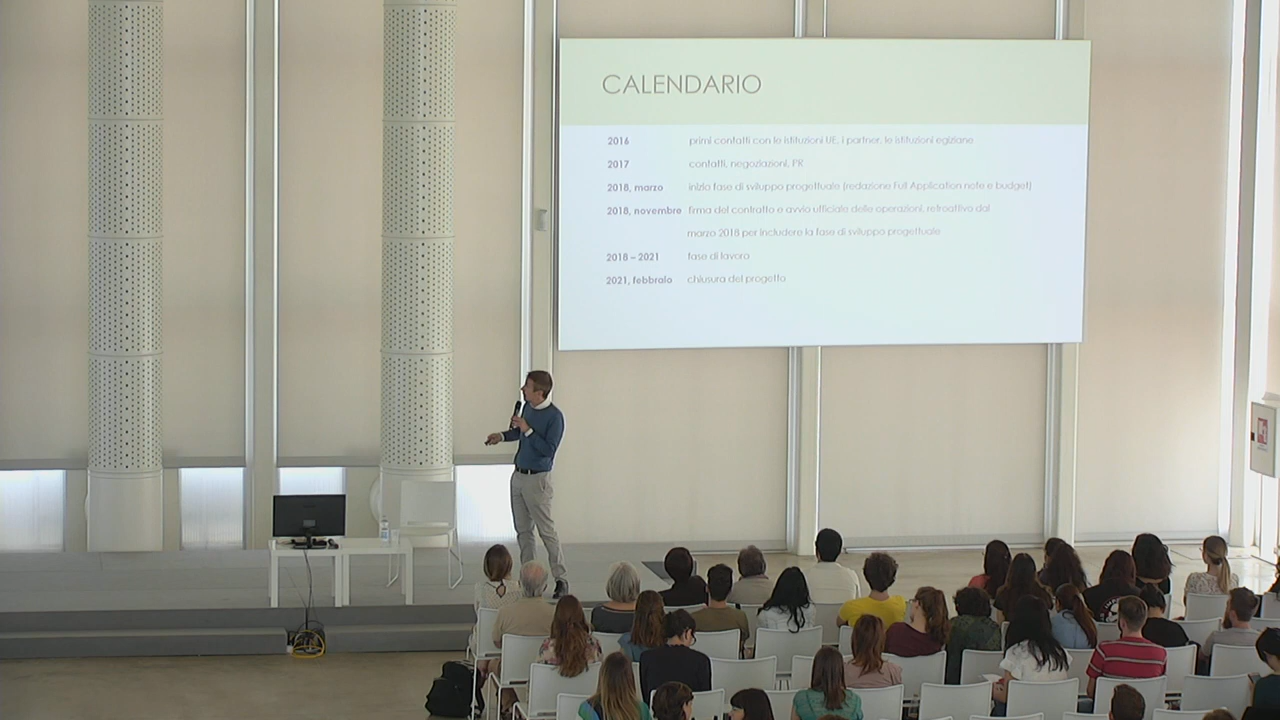 CALENDARIO
2016 primi contatti con le istituzioni UE, i partner, le istituzioni egiziane
2017 contatti, negoziazioni, PR
2018, marzo inizio fase di sviluppo progettuale (redazione Full Application note e budget)
2018, novembre firma del contratto e avvio ufficiale delle operazioni, retroattivo dal
marzo 2018 per includere la fase di sviluppo progettuale
2018 – 2021 fase di lavoro
2021, febbraio chiusura del progetto